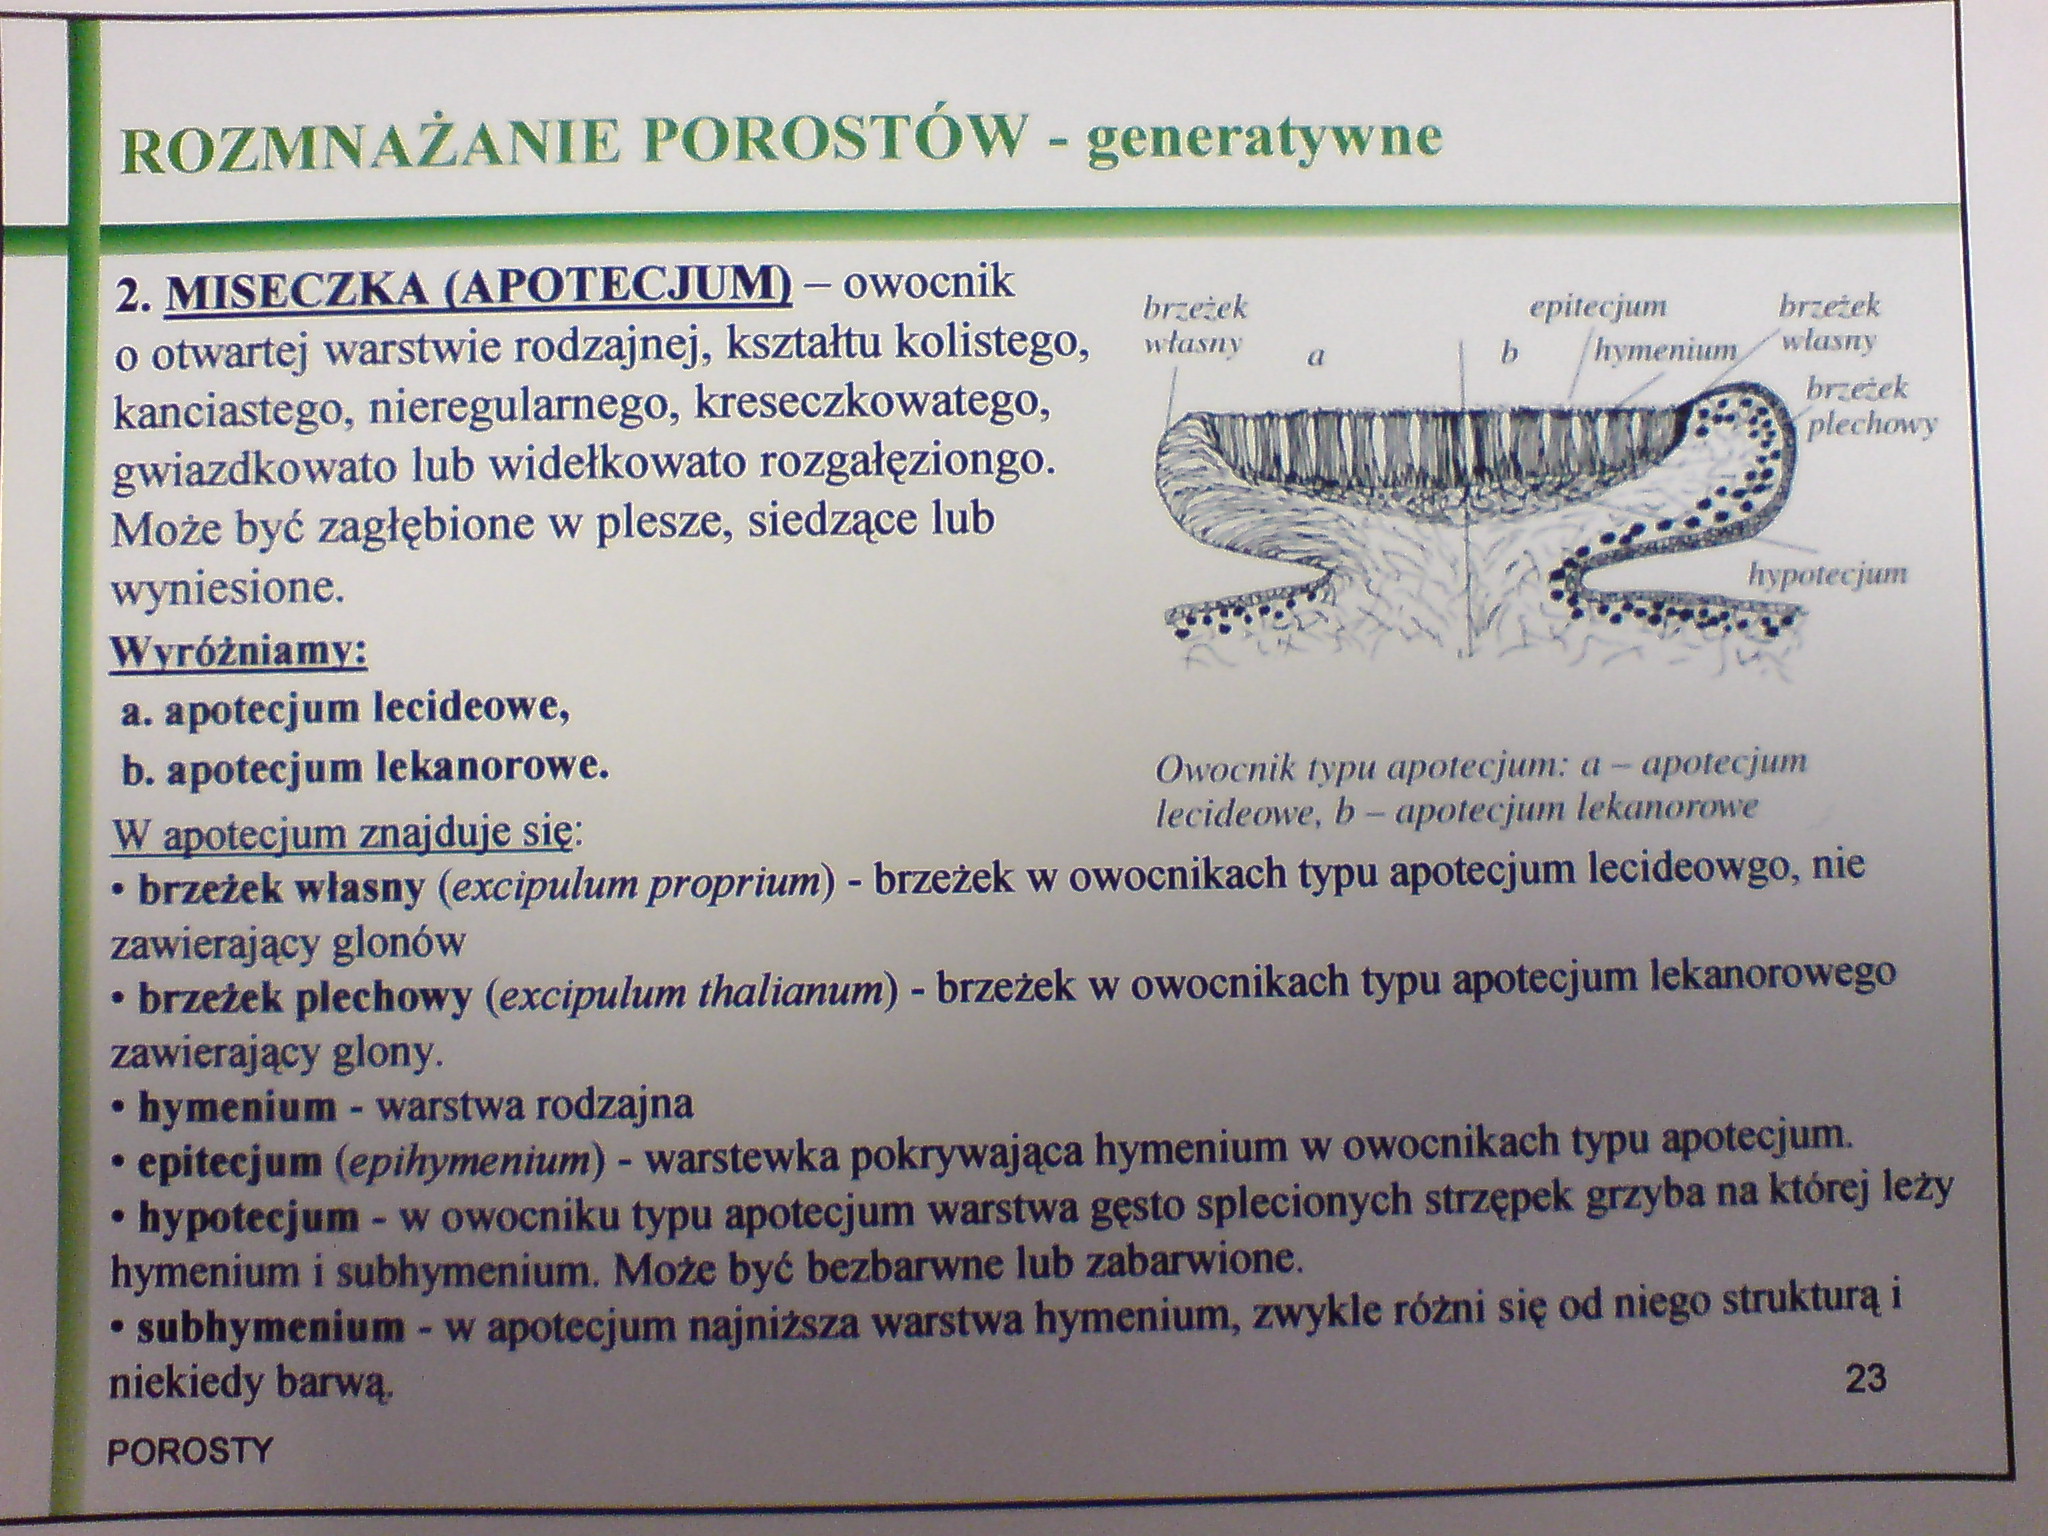 ROZMNAŻANIE POROSTÓW - generatywne
2. MISECZKA (APOTECJUM) – owocnik
o otwartej warstwie rodzajnej, kształtu kolistego,
kanciastego, nieregularnego, kreseczkowatego,
gwiazdkowato lub widełkowato rozgałęziongo.
Może być zagłębione w plesze, siedzące lub
wyniesione.
Wyróżniamy:
a. apotecjum lecideowe,
b. apotecjum lekanorowe.
brzeżek
własny
a
b
epitecjum
hymenium
brzeżek
własny
brzeżek
plechowy
hypotecjum
Owocnik typu apotecjum: a – apotecjum
lecideowe, b – apotecjum lekanorowe
W apotecjum znajduje się:
• brzeżek własny (excipulum proprium) - brzeżek w owocnikach typu apotecjum lecideowgo, nie
zawierający glonów
• brzeżek plechowy (excipulum thalianum) - brzeżek w owocnikach typu apotecjum lekanorowego
zawierający glony.
• hymenium - warstwa rodzajna
• epitecjum (epihymenium) - warstewka pokrywająca hymenium w owocnikach typu apotecjum.
• hypotecjum - w owocniku typu apotecjum warstwa gęsto splecionych strzępek grzyba na której leży
hymenium i subhymenium. Może być bezbarwne lub zabarwione.
• subhymenium - w apotecjum najniższa warstwa hymenium, zwykle różni się od niego strukturą i
niekiedy barwą.
23
POROSTY